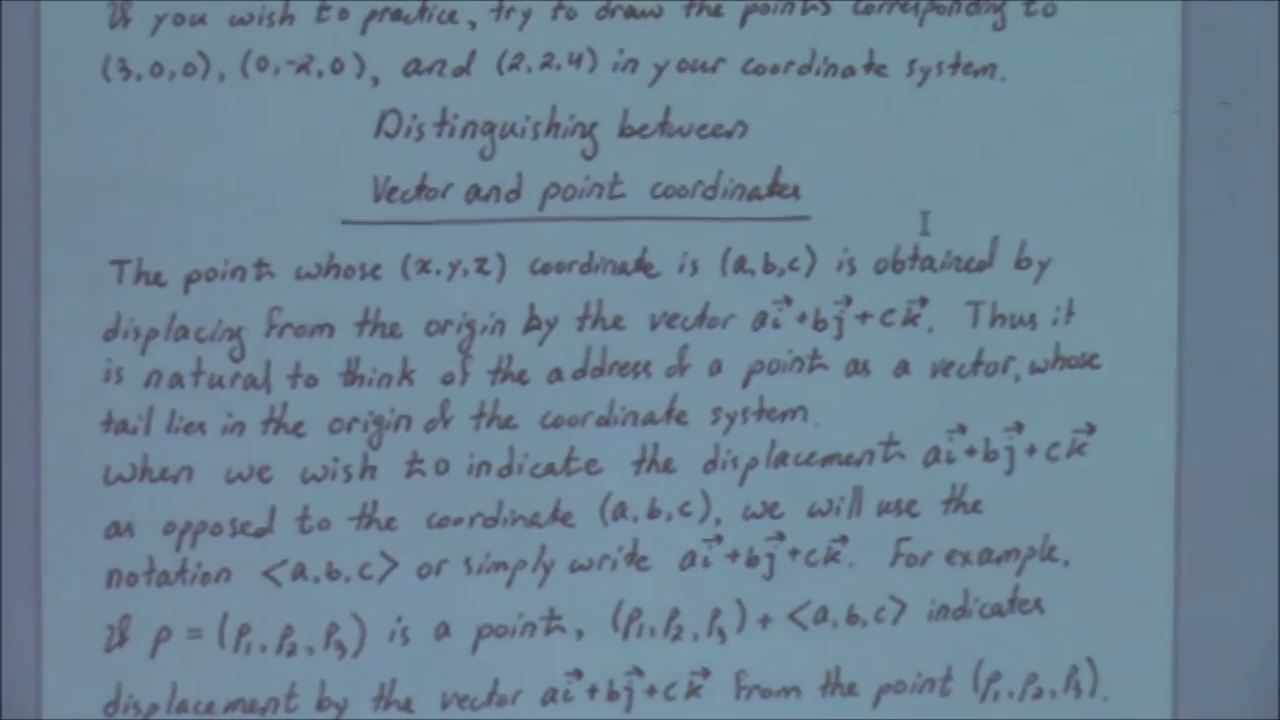 If you wish to practice, try to draw the points corresponding to
(3,0,0), (0,-2,0), and (2,2,4) in your coordinate system.
Distinguishing between
Vector and point coordinates
The point whose (x,y,z) coordinate is (a,b,c) is obtained by
displacing from the origin by the vector ai⃗+bj⃗+ck⃗. Thus it
is natural to think of the address of a point as a vector, whose
tail lies in the origin of the coordinate system.
When we wish to indicate the displacement ai⃗+bj⃗+ck⃗
as opposed to the coordinate (a,b,c), we will use the
notation <a,b,c> or simply write ai⃗+bj⃗+ck⃗. For example,
if p = (p₁,p₂,p₃) is a point, (p₁,p₂,p₃) + <a,b,c> indicates
displacement by the vector ai⃗+bj⃗+ck⃗ from the point (p₁,p₂,p₃).